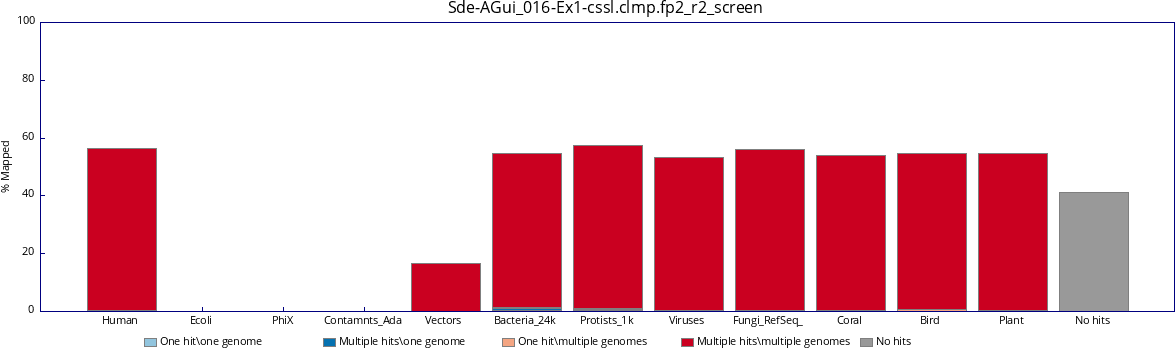 Sde-AGui_016-Ex1-cssl.clmp.fp2_r2_screen
100
80
60
40
20
0
% Mapped
Human Ecoli PhiX Contamnts_Ada Vectors Bacteria_24k Protists_1k Viruses Fungi_RefSeq_ Coral Bird Plant No hits
One hit\one genome Multiple hits\one genome One hit\multiple genomes Multiple hits\multiple genomes No hits